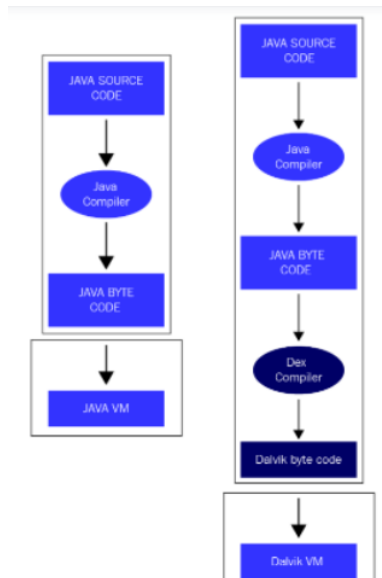 JAVA SOURCE
CODE
Java
Compiler
JAVA BYTE
CODE
JAVA VM
JAVA SOURCE
CODE
Java
Compiler
JAVA BYTE
CODE
Dex
Compiler
Dalvik byte code
Dalvik VM